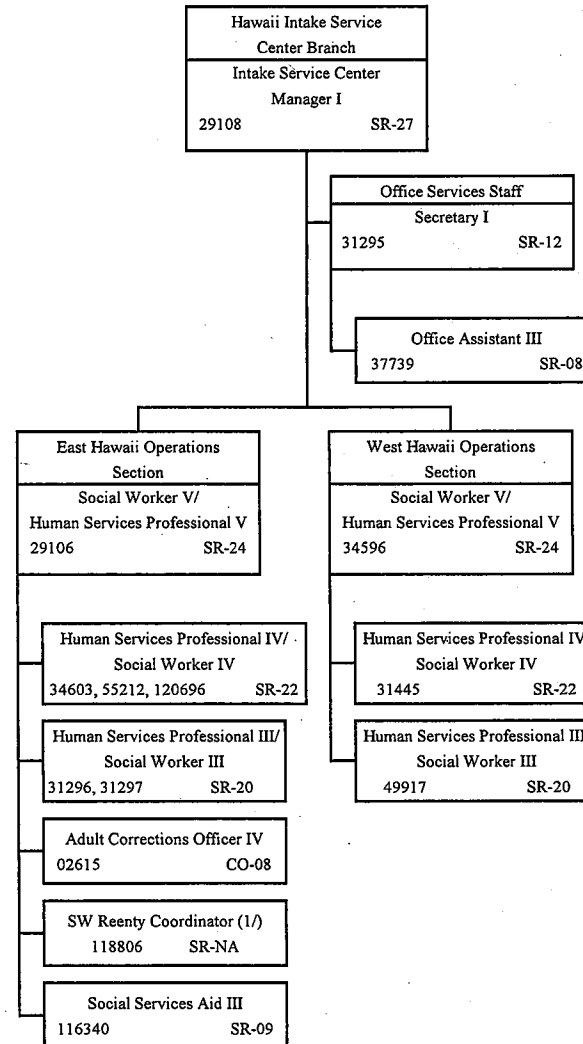 Hawaii Intake Service
Center Branch
Intake Service Center
Manager I
29108 SR-27
Office Services Staff
Secretary I
31295 SR-12
Office Assistant III
37739 SR-08
East Hawaii Operations
Section
Social Worker V/
Human Services Professional V
29106 SR-24
Human Services Professional IV/
Social Worker IV
34603, 55212, 120696 SR-22
Human Services Professional III/
Social Worker III
31296, 31297 SR-20
Adult Corrections Officer IV
02615 CO-08
SW Reenty Coordinator (1/)
118806 SR-NA
Social Services Aid III
116340 SR-09
West Hawaii Operations
Section
Social Worker V/
Human Services Professional V
34596 SR-24
Human Services Professional IV
Social Worker IV
31445 SR-22
Human Services Professional III
Social Worker III
49917 SR-20